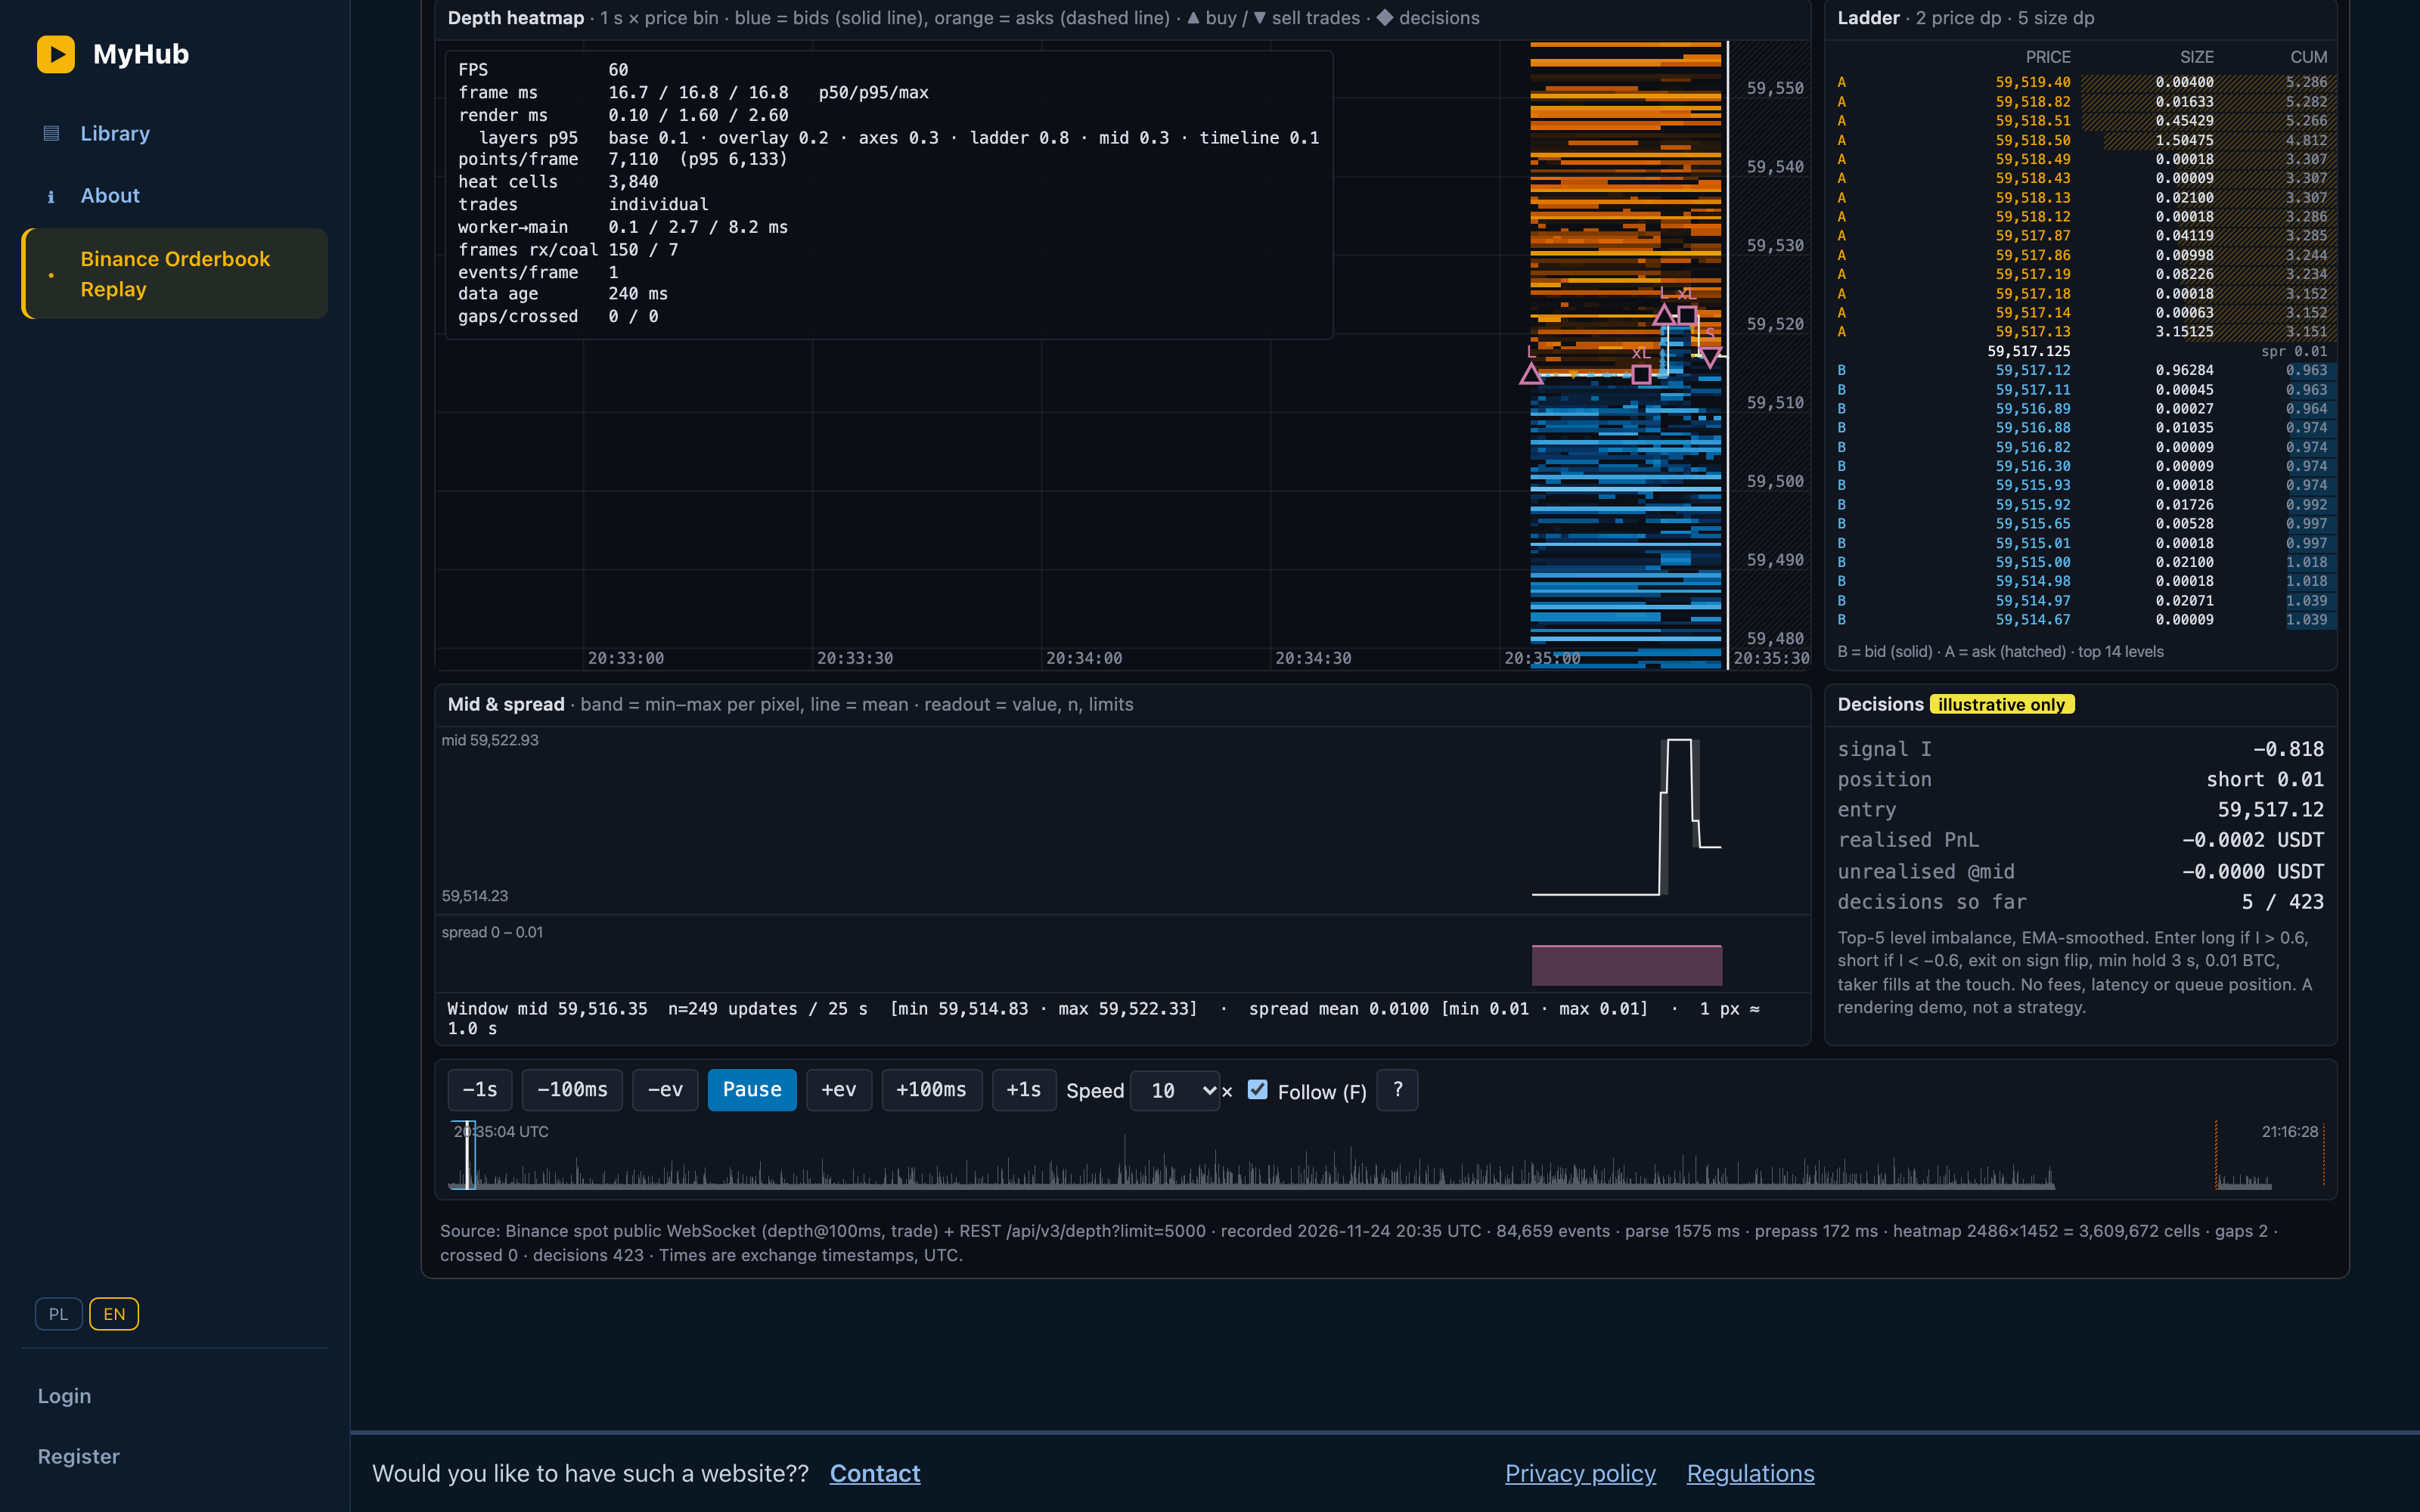 MyHub
Library
About
Binance Orderbook
Replay
PL EN
Login
Register
Depth heatmap · 1 s × price bin · blue = bids (solid line), orange = asks (dashed line) · ▲ buy / ▼ sell trades · ◆ decisions
FPS 60
frame ms 16.7 / 16.8 / 16.8 p50/p95/max
render ms 0.10 / 1.60 / 2.60
layers p95 base 0.1 · overlay 0.2 · axes 0.3 · ladder 0.8 · mid 0.3 · timeline 0.1
points/frame 7,110 (p95 6,133)
heat cells 3,840
trades individual
worker→main 0.1 / 2.7 / 8.2 ms
frames rx/coal 150 / 7
events/frame 1
data age 240 ms
gaps/crossed 0 / 0
59,550
59,540
59,530
59,520
59,510
59,500
59,490
59,480
L xL
S
L xL
20:33:00 20:33:30 20:34:00 20:34:30 20:35:00 20:35:30
Ladder · 2 price dp · 5 size dp
PRICE SIZE CUM
A 59,519.40 0.00400 5.286
A 59,518.82 0.01633 5.282
A 59,518.51 0.45429 5.266
A 59,518.50 1.50475 4.812
A 59,518.49 0.00018 3.307
A 59,518.43 0.00009 3.307
A 59,518.13 0.02100 3.307
A 59,518.12 0.00018 3.286
A 59,517.87 0.04119 3.285
A 59,517.86 0.00998 3.244
A 59,517.19 0.08226 3.234
A 59,517.18 0.00018 3.152
A 59,517.14 0.00063 3.152
A 59,517.13 3.15125 3.151
59,517.125 spr 0.01
B 59,517.12 0.96284 0.963
B 59,517.11 0.00045 0.963
B 59,516.89 0.00027 0.964
B 59,516.88 0.01035 0.974
B 59,516.82 0.00009 0.974
B 59,516.30 0.00009 0.974
B 59,515.93 0.00018 0.974
B 59,515.92 0.01726 0.992
B 59,515.65 0.00528 0.997
B 59,515.01 0.00018 0.997
B 59,515.00 0.02100 1.018
B 59,514.98 0.00018 1.018
B 59,514.97 0.02071 1.039
B 59,514.67 0.00009 1.039
B = bid (solid) · A = ask (hatched) · top 14 levels
Mid & spread · band = min–max per pixel, line = mean · readout = value, n, limits
mid 59,522.93
59,514.23
spread 0 – 0.01
Window mid 59,516.35 n=249 updates / 25 s [min 59,514.83 · max 59,522.33] · spread mean 0.0100 [min 0.01 · max 0.01] · 1 px ≈
1.0 s
Decisions illustrative only
signal I −0.818
position short 0.01
entry 59,517.12
realised PnL −0.0002 USDT
unrealised @mid −0.0000 USDT
decisions so far 5 / 423
Top-5 level imbalance, EMA-smoothed. Enter long if I > 0.6,
short if I < −0.6, exit on sign flip, min hold 3 s, 0.01 BTC,
taker fills at the touch. No fees, latency or queue position. A
rendering demo, not a strategy.
−1s −100ms −ev Pause +ev +100ms +1s Speed 10 × Follow (F) ?
20:35:04 UTC 21:16:28
Source: Binance spot public WebSocket (depth@100ms, trade) + REST /api/v3/depth?limit=5000 · recorded 2026-11-24 20:35 UTC · 84,659 events · parse 1575 ms · prepass 172 ms · heatmap 2486×1452 = 3,609,672 cells · gaps 2 ·
crossed 0 · decisions 423 · Times are exchange timestamps, UTC.
Would you like to have such a website?? Contact Privacy policy Regulations